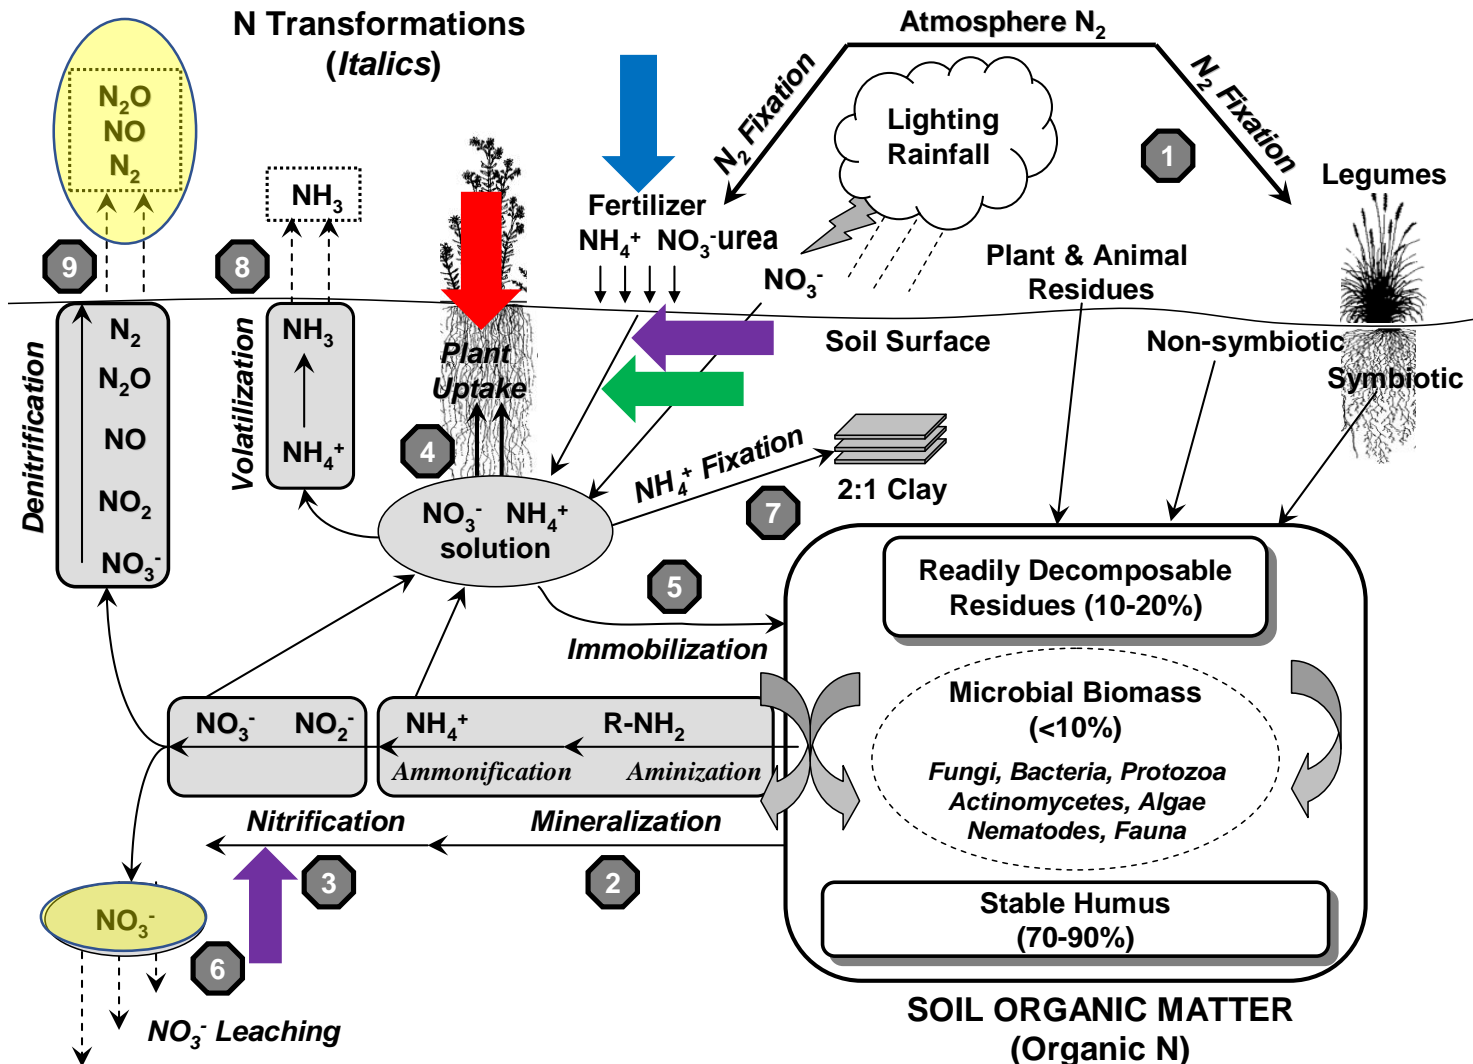 N Transformations
(Italics)
Atmosphere N₂
N₂ Fixation
N₂ Fixation
Lighting
Rainfall
1
Legumes
N₂O
NO
N₂
NH₃
Fertilizer
NH₄⁺ NO₃⁻ urea
NO₃⁻
Plant & Animal
Residues
9
8
Soil Surface
Non-symbiotic
Symbiotic
Denitrification
N₂
N₂O
NO
NO₂
NO₃⁻
Volatilization
NH₃
NH₄⁺
Plant
Uptake
4
NO₃⁻ NH₄⁺
solution
NH₄⁺ Fixation
2:1 Clay
7
5
Immobilization
Readily Decomposable
Residues (10-20%)
Microbial Biomass
(<10%)
Fungi, Bacteria, Protozoa
Actinomycetes, Algae
Nematodes, Fauna
Stable Humus
(70-90%)
SOIL ORGANIC MATTER
(Organic N)
NO₃⁻ NO₂⁻ NH₄⁺ R-NH₂
Ammonification Aminization
Nitrification Mineralization
3
2
NO₃⁻
6
NO₃⁻ Leaching